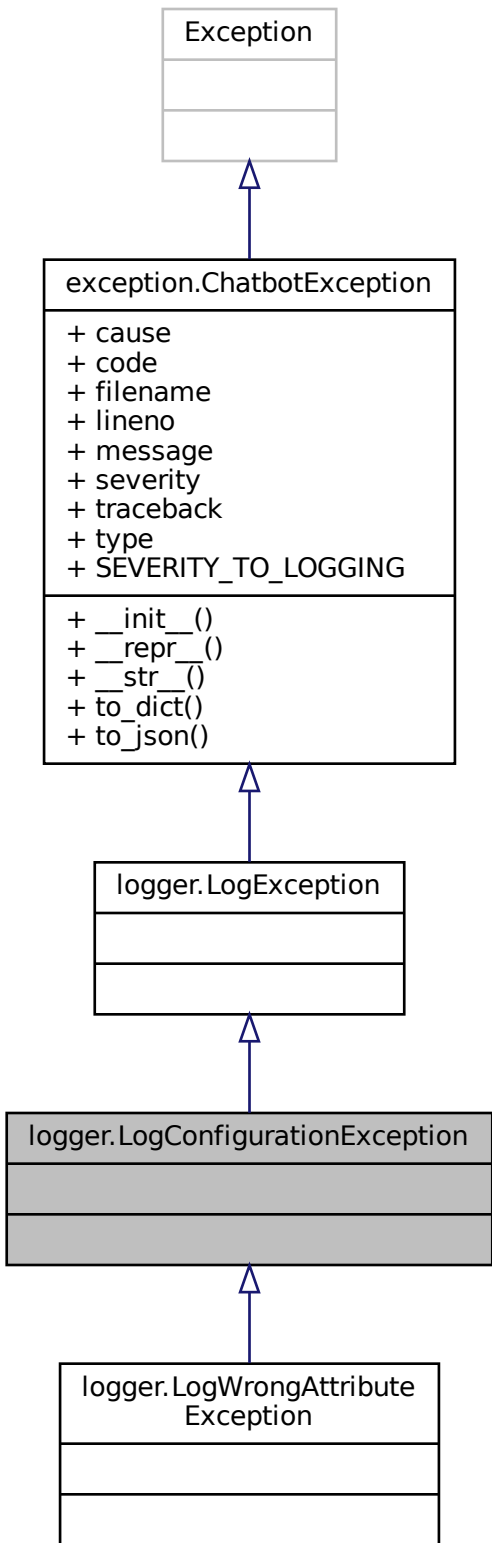 Exception
exception.ChatbotException
+ cause
+ code
+ filename
+ lineno
+ message
+ severity
+ traceback
+ type
+ SEVERITY_TO_LOGGING
+ __init__()
+ __repr__()
+ __str__()
+ to_dict()
+ to_json()
logger.LogException
logger.LogConfigurationException
logger.LogWrongAttribute
Exception